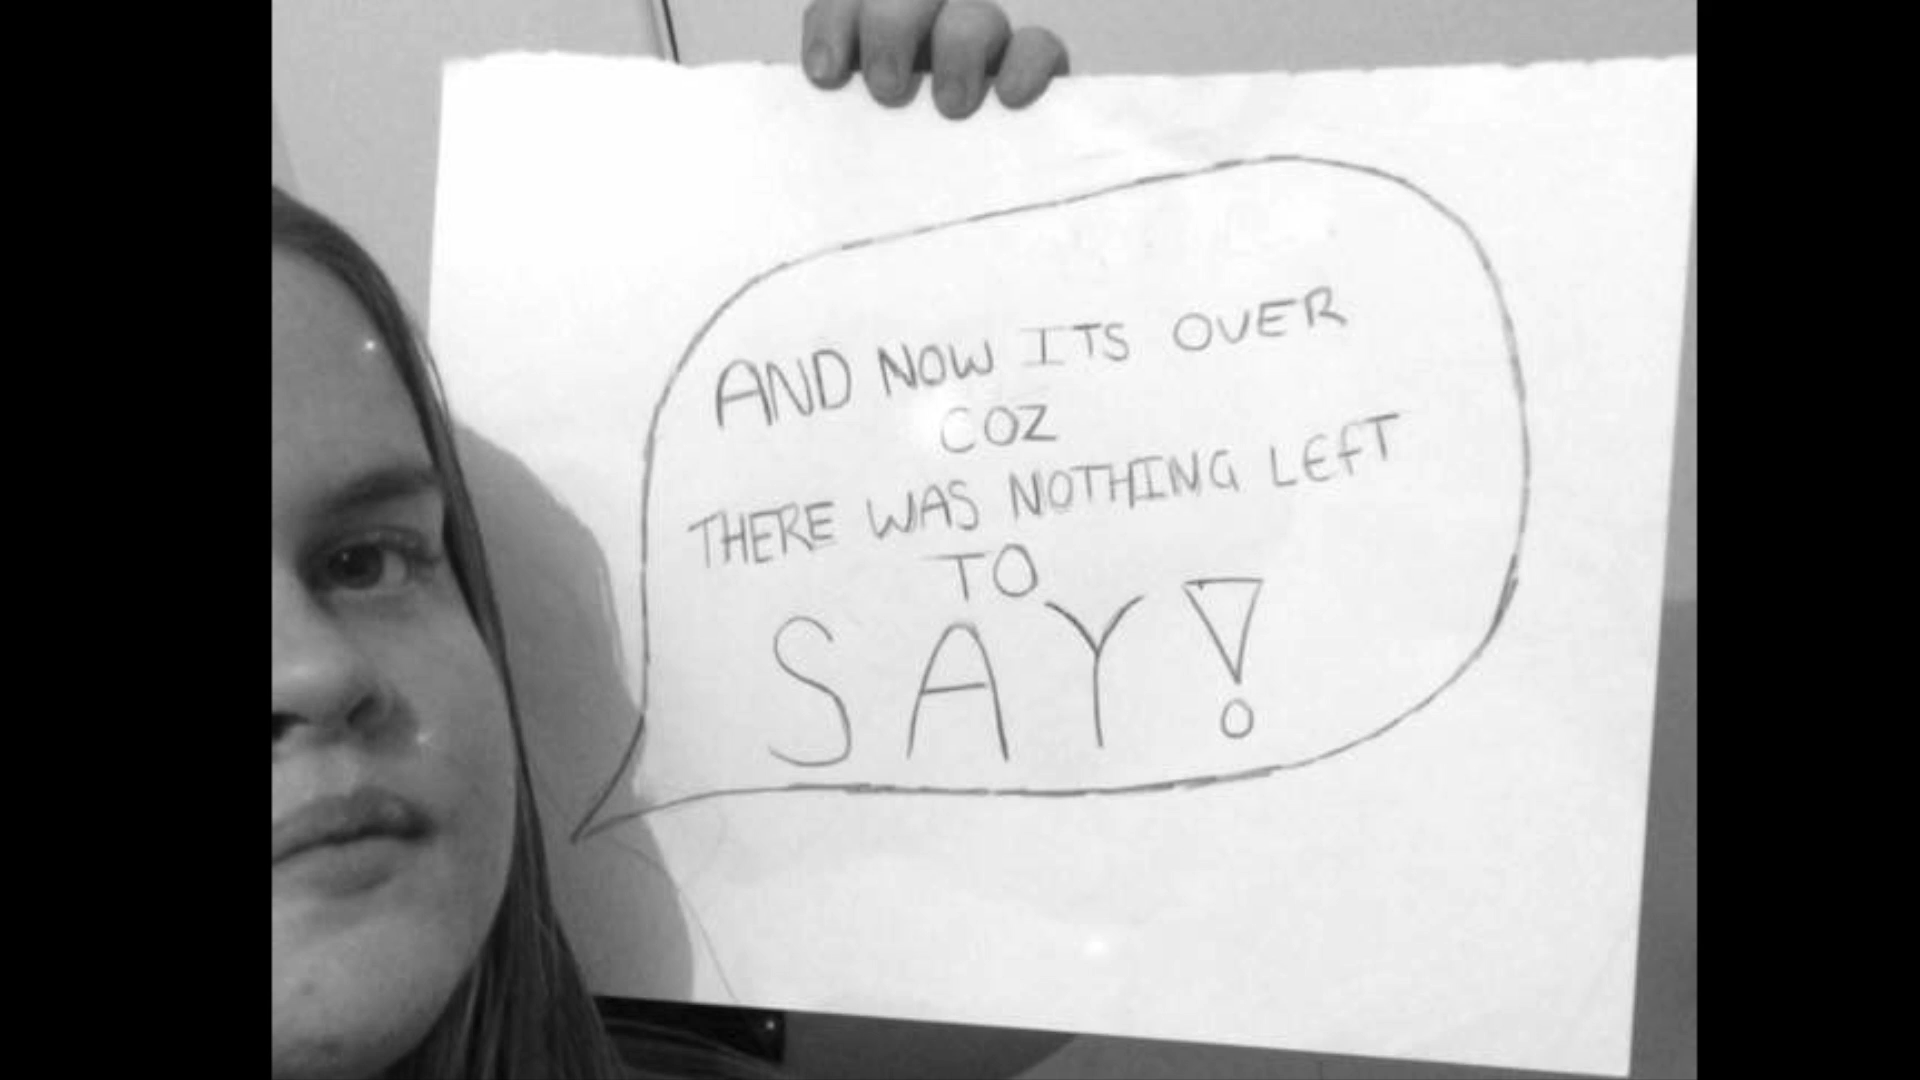 AND NOW ITS OVER
COZ
THERE WAS NOTHING LEFT
TO
SAY!